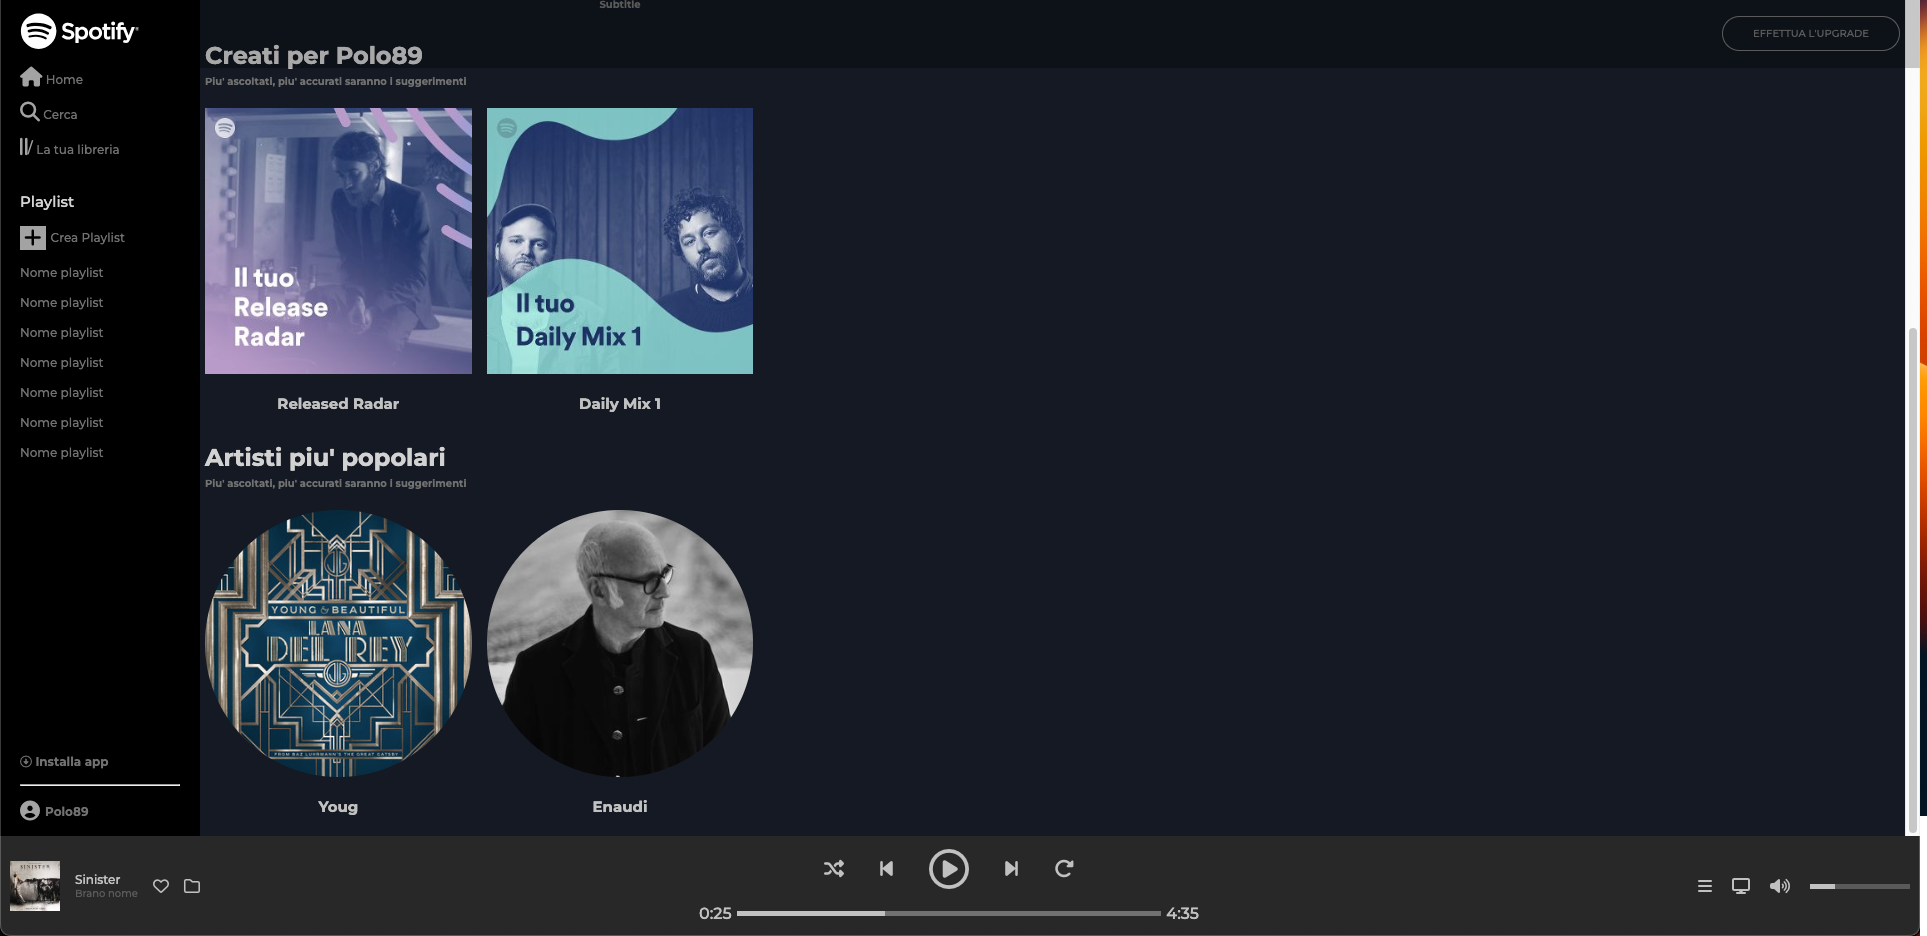 Spotify
Home
Cerca
La tua libreria
Playlist
Crea Playlist
Nome playlist
Nome playlist
Nome playlist
Nome playlist
Nome playlist
Nome playlist
Nome playlist
Installa app
Polo89
Subtitle
EFFETTUA L'UPGRADE
Creati per Polo89
Piu' ascoltati, piu' accurati saranno i suggerimenti
Il tuo
Release
Radar
Il tuo
Daily Mix 1
Released Radar
Daily Mix 1
Artisti piu' popolari
Piu' ascoltati, piu' accurati saranno i suggerimenti
YOUNG & BEAUTIFUL
LANA
DEL REY
FROM BAZ LUHRMANN'S THE GREAT GATSBY
Youg
Enaudi
SINISTER
Sinister
Brano nome
0:25
4:35